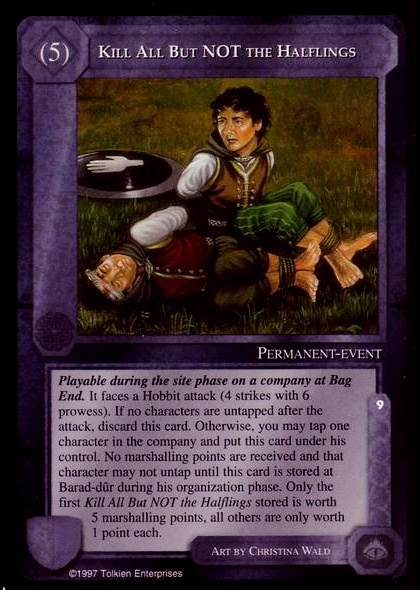 (5)
KILL ALL BUT NOT THE HALFLINGS
PERMANENT-EVENT
Playable during the site phase on a company at Bag
End. It faces a Hobbit attack (4 strikes with 6
prowess). If no characters are untapped after the
attack, discard this card. Otherwise, you may tap one
character in the company and put this card under his
control. No marshalling points are received and that
character may not untap until this card is stored at
Barad-dûr during his organization phase. Only the
first Kill All But NOT the Halflings stored is worth
5 marshalling points, all others are only worth
1 point each.
9
ART BY CHRISTINA WALD
©1997 Tolkien Enterprises